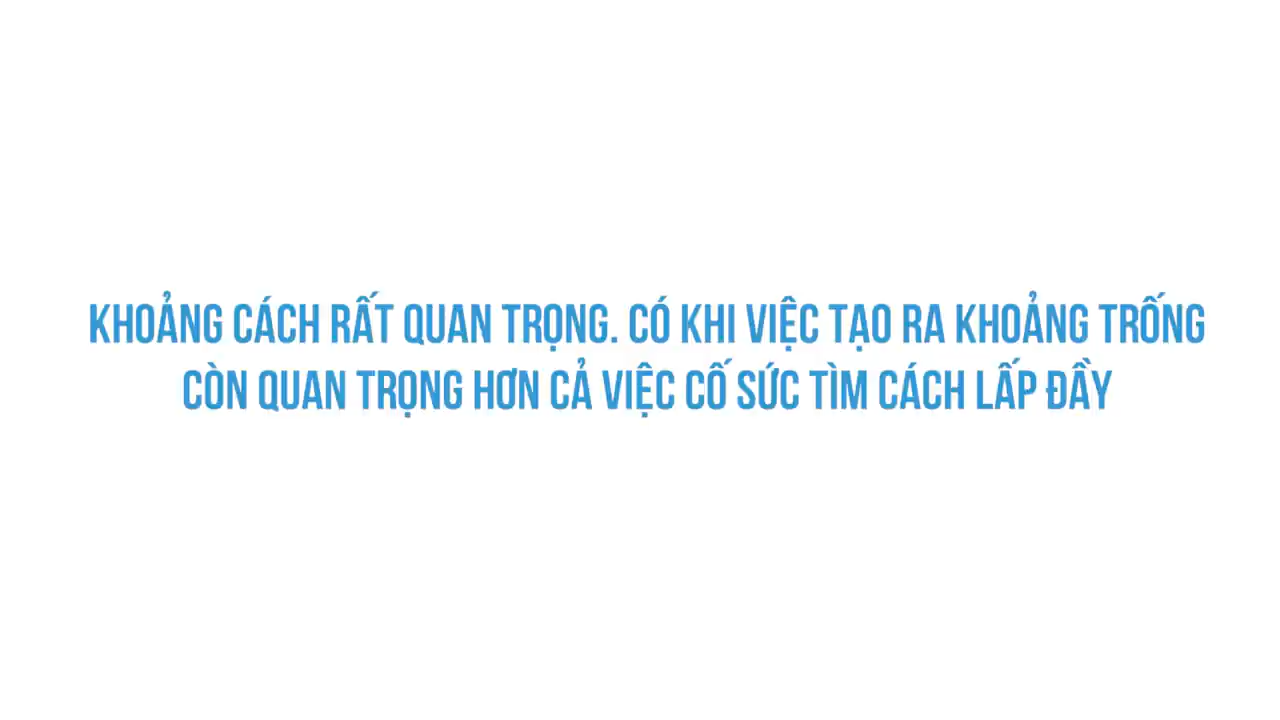 KHOẢNG CÁCH RẤT QUAN TRỌNG. CÓ KHI VIỆC TẠO RA KHOẢNG TRỐNG
CÒN QUAN TRỌNG HƠN CẢ VIỆC CỐ SỨC TÌM CÁCH LẤP ĐẦY